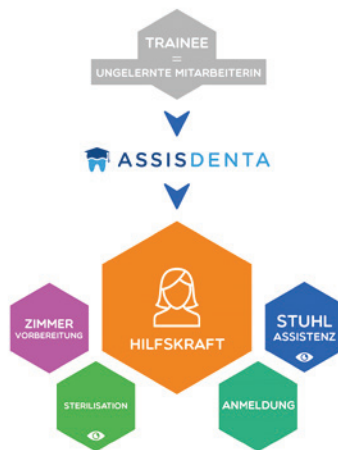 TRAINEE
=
UNGELERNTE MITARBEITERIN
ASSISDENTA
HILFSKRAFT
ZIMMER
VORBEREITUNG
STUHL
ASSISTENZ
STERILISATION
ANMELDUNG